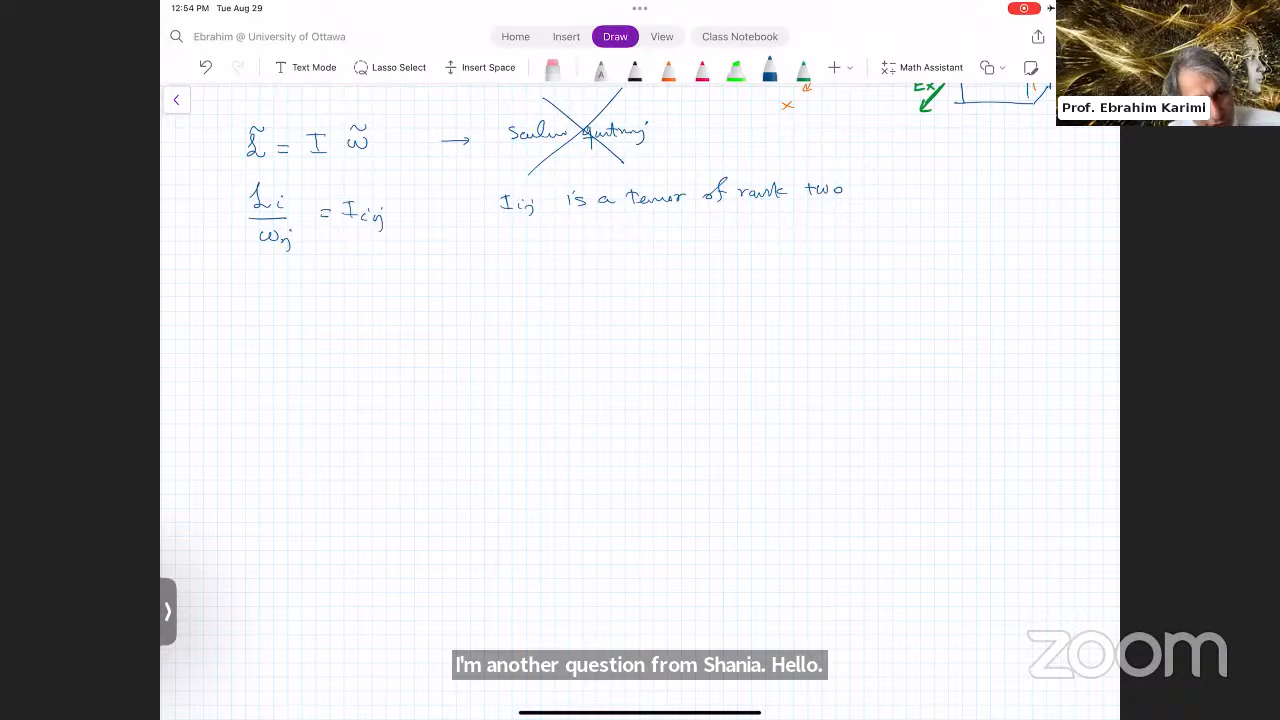 12:54 PM Tue Aug 29
Ebrahim @ University of Ottawa
Home Insert Draw View Class Notebook
Text Mode Lasso Select Insert Space Math Assistant
Prof. Ebrahim Karimi
Ex
x
L̃ = I ω̃ →
Li / ωj = Iij
Iij is a tensor of rank two
zoom
I'm another question from Shania. Hello.